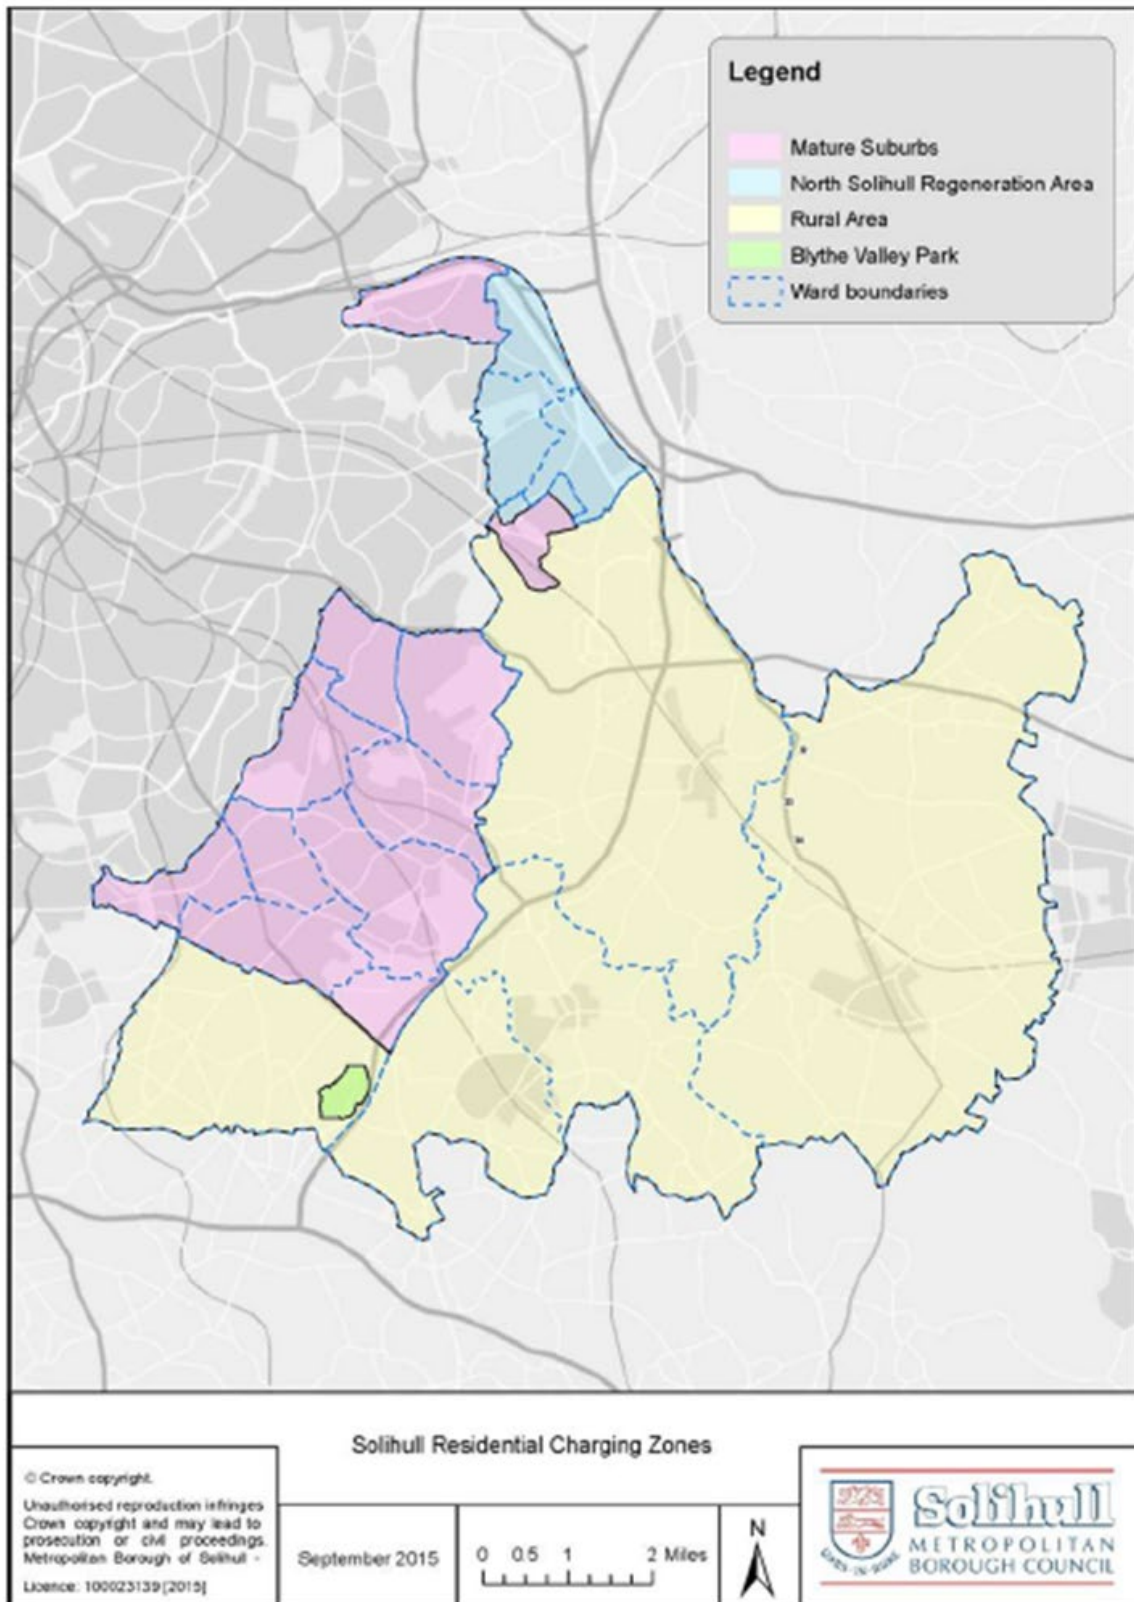 Legend
Mature Suburbs
North Solihull Regeneration Area
Rural Area
Blythe Valley Park
Ward boundaries
Solihull Residential Charging Zones
© Crown copyright.
Unauthorised reproduction infringes
Crown copyright and may lead to
prosecution or civil proceedings.
Metropolitan Borough of Solihull -
Licence: 100023139 [2015]
September 2015
0 0.5 1 2 Miles
N
Solihull
METROPOLITAN
BOROUGH COUNCIL